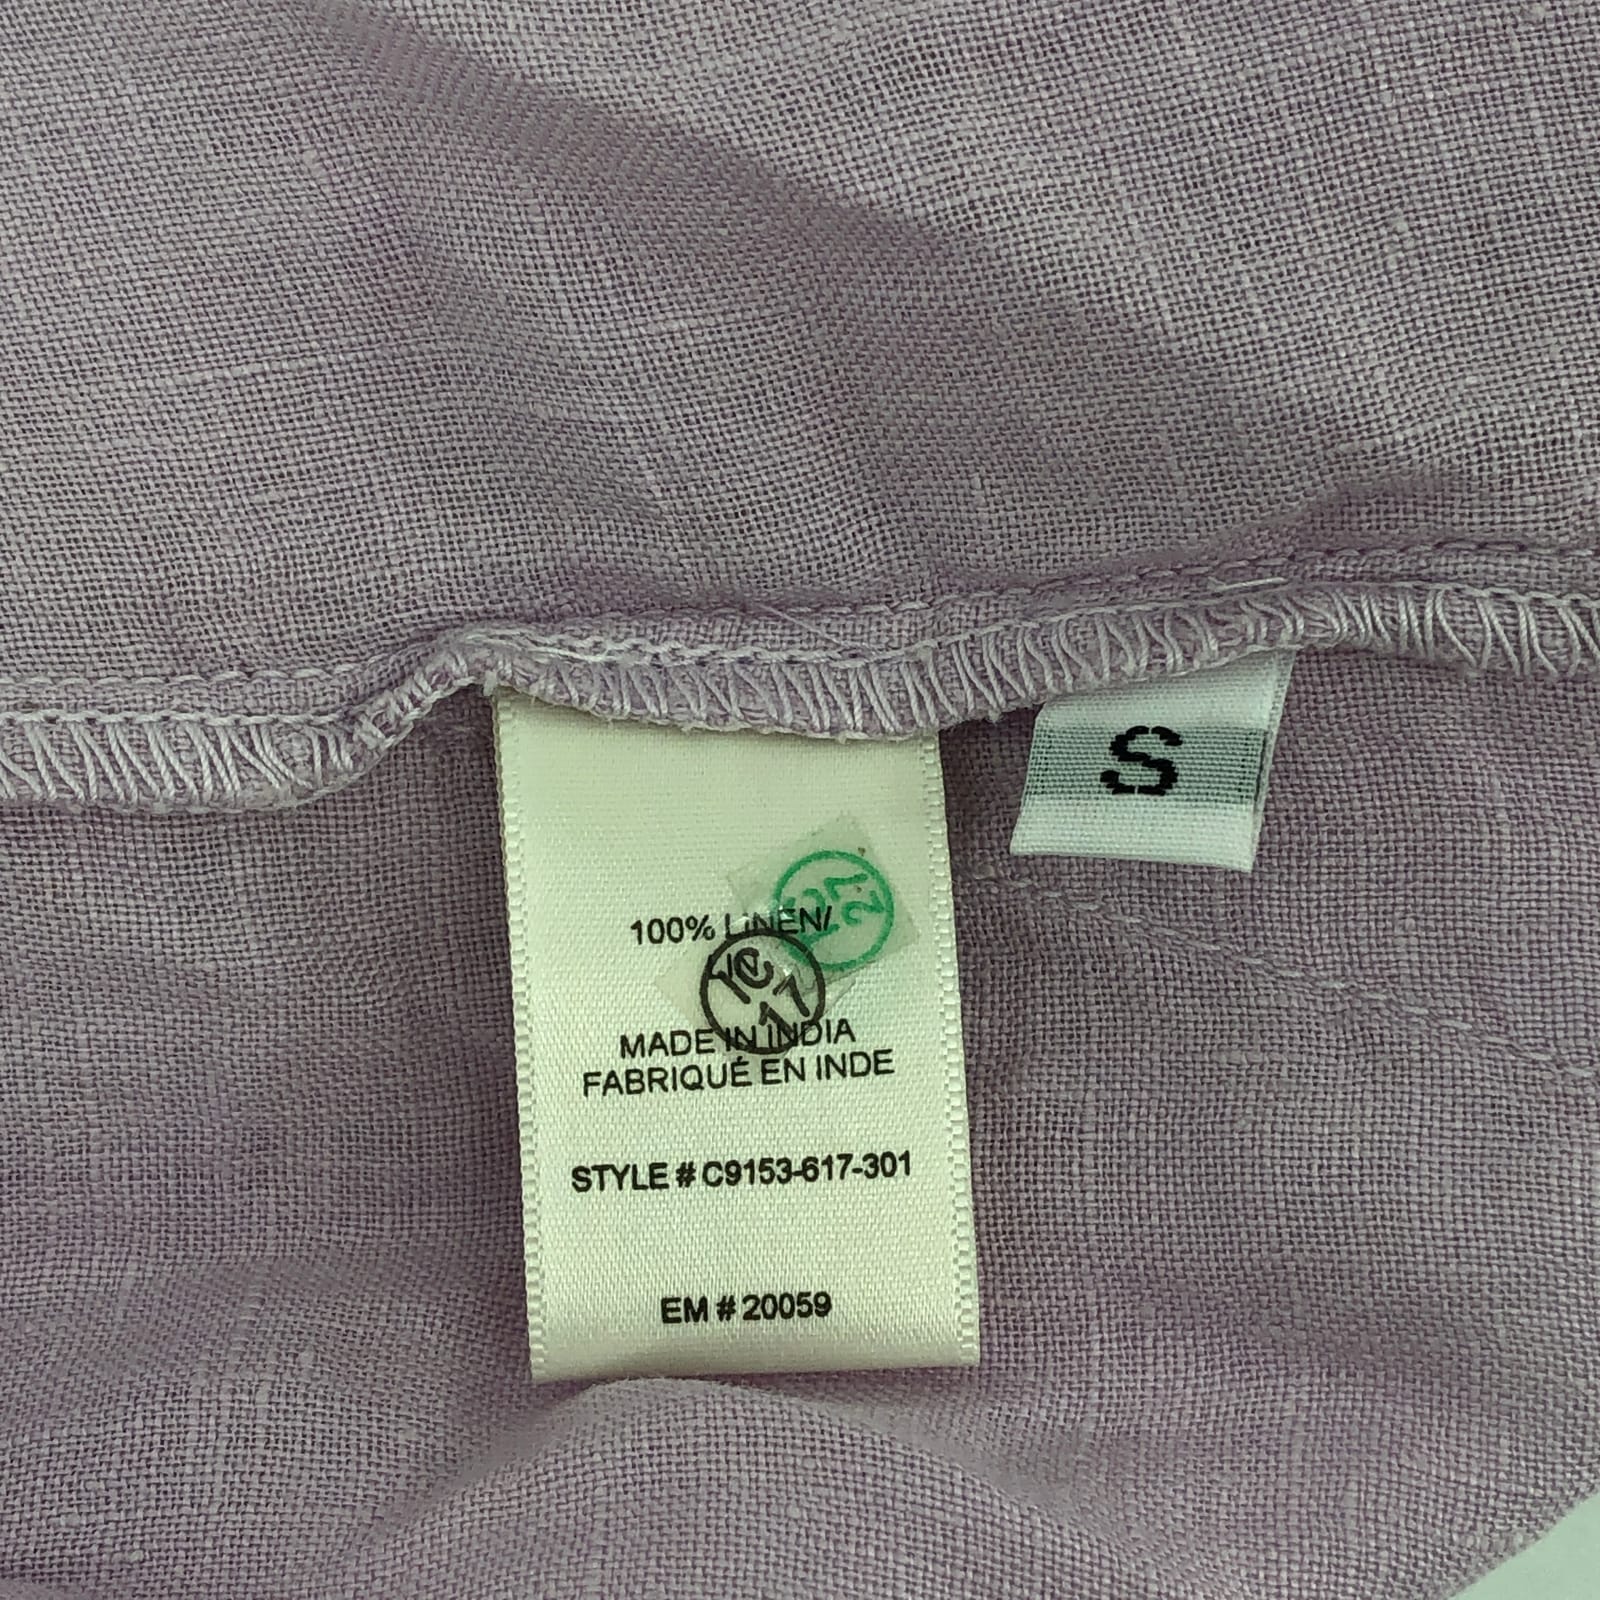 S
100% LINEN/
MADE IN INDIA
FABRIQUÉ EN INDE
STYLE # C9153-617-301
EM # 20059